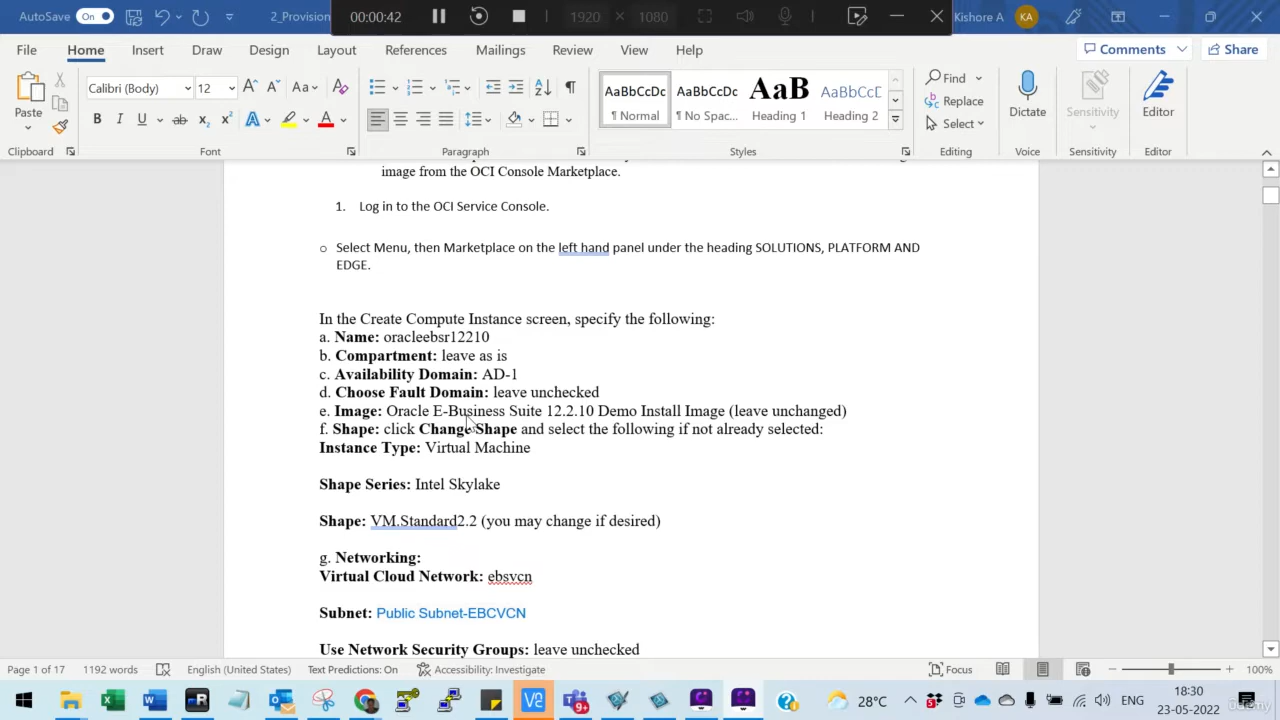 AutoSave On 2_Provision 00:00:42 1920 × 1080 Kishore A KA
File Home Insert Draw Design Layout References Mailings Review View Help Comments Share
Calibri (Body) 12 Aa AaBbCcDc AaBbCcDc AaB AaBbCcD Find
Paste B I U ab x₂ x² A A Replace Dictate Sensitivity Editor
¶ Normal ¶ No Spac... Heading 1 Heading 2 Select
Clipboard Font Paragraph Styles Editing Voice Sensitivity Editor
image from the OCI Console Marketplace.
1. Log in to the OCI Service Console.
o Select Menu, then Marketplace on the left hand panel under the heading SOLUTIONS, PLATFORM AND
EDGE.
In the Create Compute Instance screen, specify the following:
a. Name: oracleebsr12210
b. Compartment: leave as is
c. Availability Domain: AD-1
d. Choose Fault Domain: leave unchecked
e. Image: Oracle E-Business Suite 12.2.10 Demo Install Image (leave unchanged)
f. Shape: click Change Shape and select the following if not already selected:
Instance Type: Virtual Machine
Shape Series: Intel Skylake
Shape: VM.Standard2.2 (you may change if desired)
g. Networking:
Virtual Cloud Network: ebsvcn
Subnet: Public Subnet-EBCVCN
Use Network Security Groups: leave unchecked
Page 1 of 17 1192 words English (United States) Text Predictions: On Accessibility: Investigate Focus 100%
28°C ENG 18:30
23-05-2022
udemy